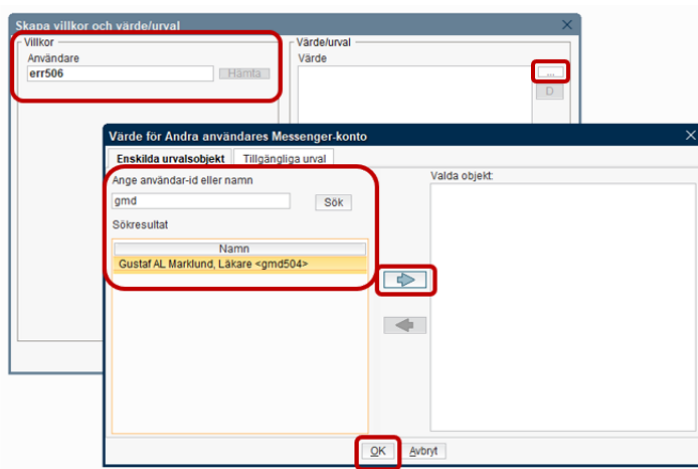 Skapa villkor och värde/urval
Villkor
Användare
err506
Hämta
Värde/urval
Värde
...
D
Värde för Andra användares Messenger-konto
Enskilda urvalsobjekt
Tillgängliga urval
Ange användar-id eller namn
gmd
Sök
Sökresultat
Namn
Gustaf AL Marklund, Läkare <gmd504>
Valda objekt:
OK
Avbryt